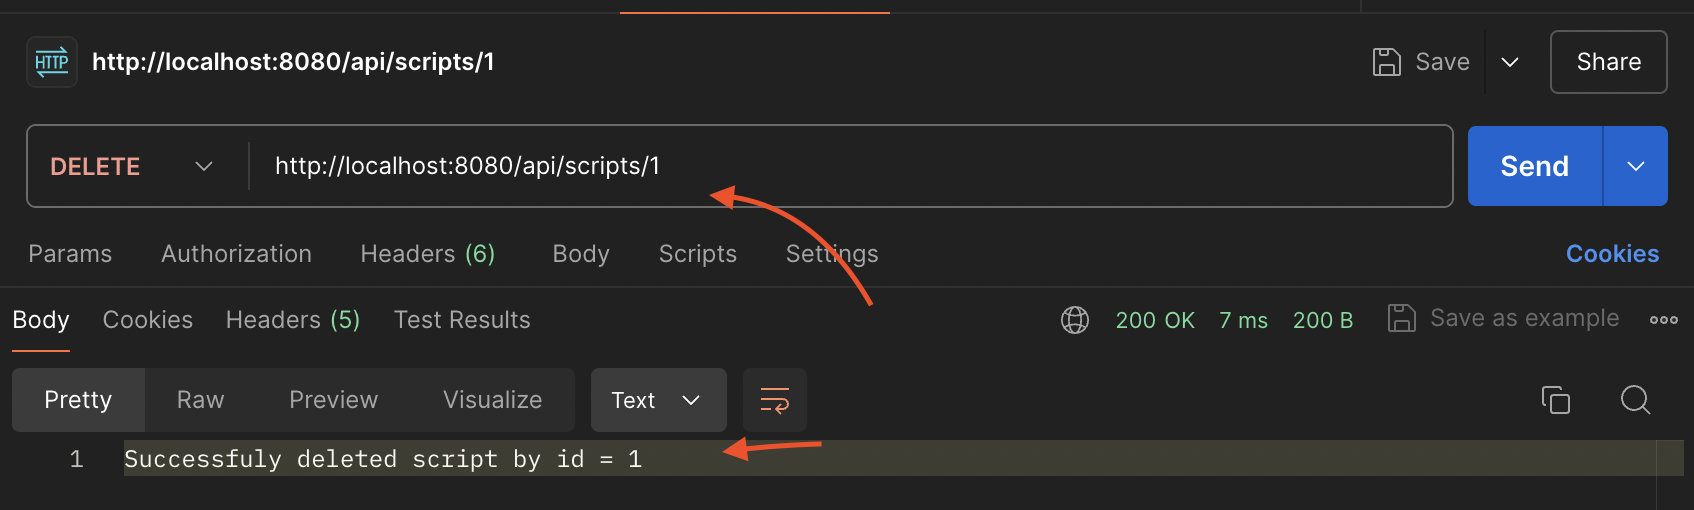 HTTP http://localhost:8080/api/scripts/1 Save Share
DELETE http://localhost:8080/api/scripts/1 Send
Params Authorization Headers (6) Body Scripts Settings Cookies
Body Cookies Headers (5) Test Results 200 OK 7 ms 200 B Save as example
Pretty Raw Preview Visualize Text
1 Successfuly deleted script by id = 1